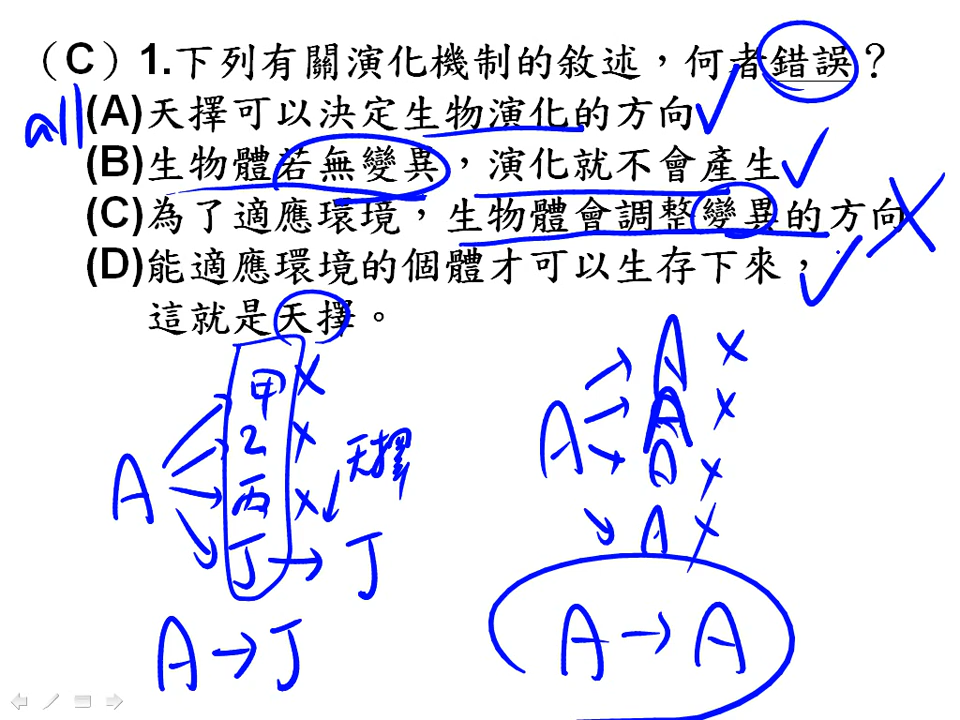 （C）1.下列有關演化機制的敘述，何者錯誤？
all
(A)天擇可以決定生物演化的方向
(B)生物體若無變異，演化就不會產生
(C)為了適應環境，生物體會調整變異的方向
(D)能適應環境的個體才可以生存下來，
這就是天擇。
甲 X
乙 X
A 丙 X 天擇
丁 → 丁
A → 丁
A X
A A X
A X
A X
A → A